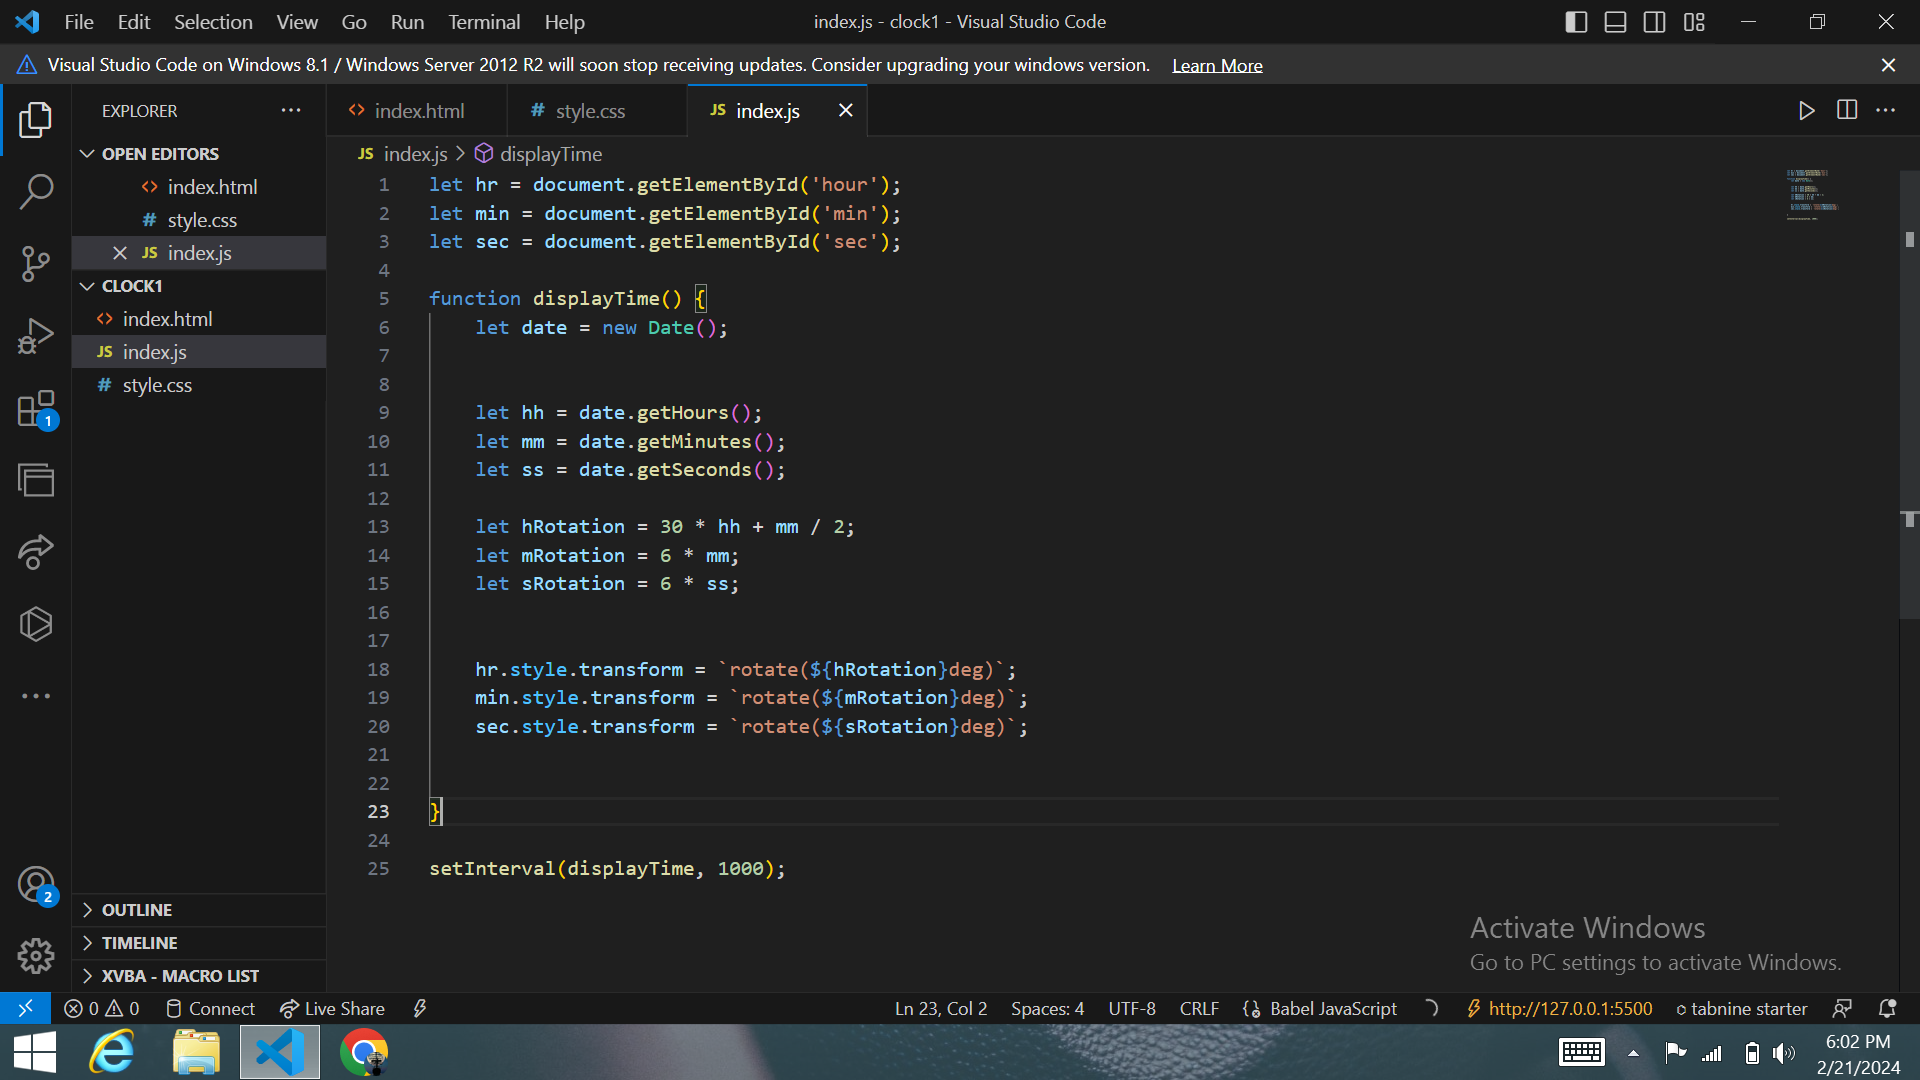 File Edit Selection View Go Run Terminal Help
index.js - clock1 - Visual Studio Code
Visual Studio Code on Windows 8.1 / Windows Server 2012 R2 will soon stop receiving updates. Consider upgrading your windows version. Learn More
EXPLORER
OPEN EDITORS
<> index.html
# style.css
JS index.js
CLOCK1
<> index.html
JS index.js
# style.css
1
2
OUTLINE
TIMELINE
XVBA - MACRO LIST
<> index.html # style.css JS index.js
JS index.js > displayTime
1 let hr = document.getElementById('hour');
2 let min = document.getElementById('min');
3 let sec = document.getElementById('sec');
4
5 function displayTime() {
6     let date = new Date();
7
8
9     let hh = date.getHours();
10     let mm = date.getMinutes();
11     let ss = date.getSeconds();
12
13     let hRotation = 30 * hh + mm / 2;
14     let mRotation = 6 * mm;
15     let sRotation = 6 * ss;
16
17
18     hr.style.transform = `rotate(${hRotation}deg)`;
19     min.style.transform = `rotate(${mRotation}deg)`;
20     sec.style.transform = `rotate(${sRotation}deg)`;
21
22
23 }
24
25 setInterval(displayTime, 1000);
Activate Windows
Go to PC settings to activate Windows.
0 0 Connect Live Share Ln 23, Col 2 Spaces: 4 UTF-8 CRLF {} Babel JavaScript http://127.0.0.1:5500 tabnine starter
6:02 PM
2/21/2024